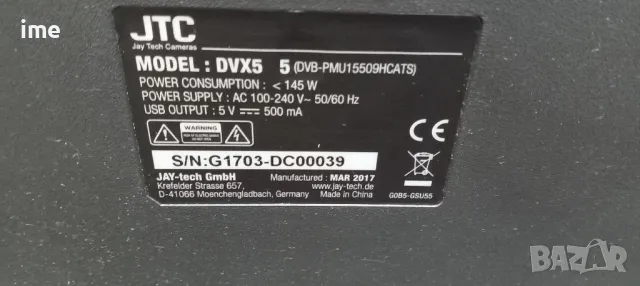 ime
JTC
Jay Tech Cameras
MODEL : DVX5 5 (DVB-PMU15509HCATS)
POWER CONSUMPTION : < 145 W
POWER SUPPLY : AC 100-240 V~ 50/60 Hz
USB OUTPUT : 5 V ⎓ 500 mA
WARNING
CE
S/N:G1703-DC00039
JAY-tech GmbH Manufactured : MAR 2017
Krefelder Strasse 657, www.jay-tech.de
D-41066 Moenchengladbach, Germany Made in China
G0B5-GSU55
BAZAR